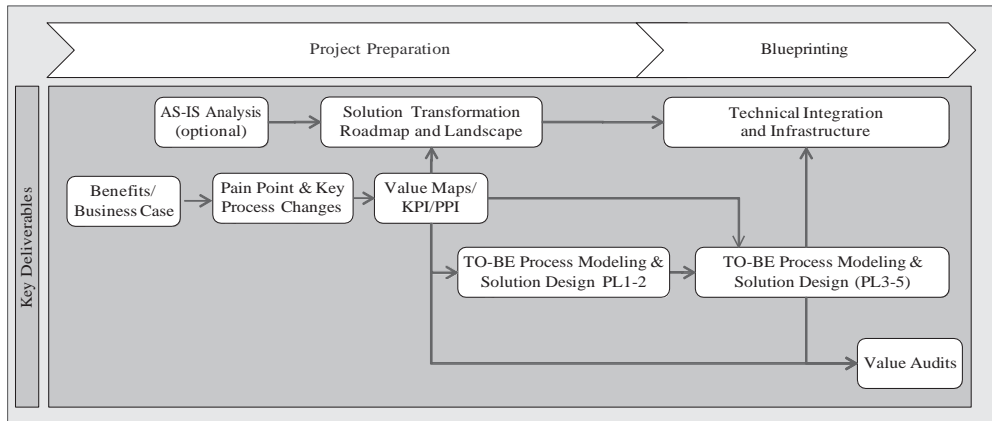 Project Preparation
Blueprinting
Key Deliverables
AS-IS Analysis
(optional)
Solution Transformation
Roadmap and Landscape
Technical Integration
and Infrastructure
Benefits/
Business Case
Pain Point & Key
Process Changes
Value Maps/
KPI/PPI
TO-BE Process Modeling &
Solution Design PL1-2
TO-BE Process Modeling &
Solution Design (PL3-5)
Value Audits